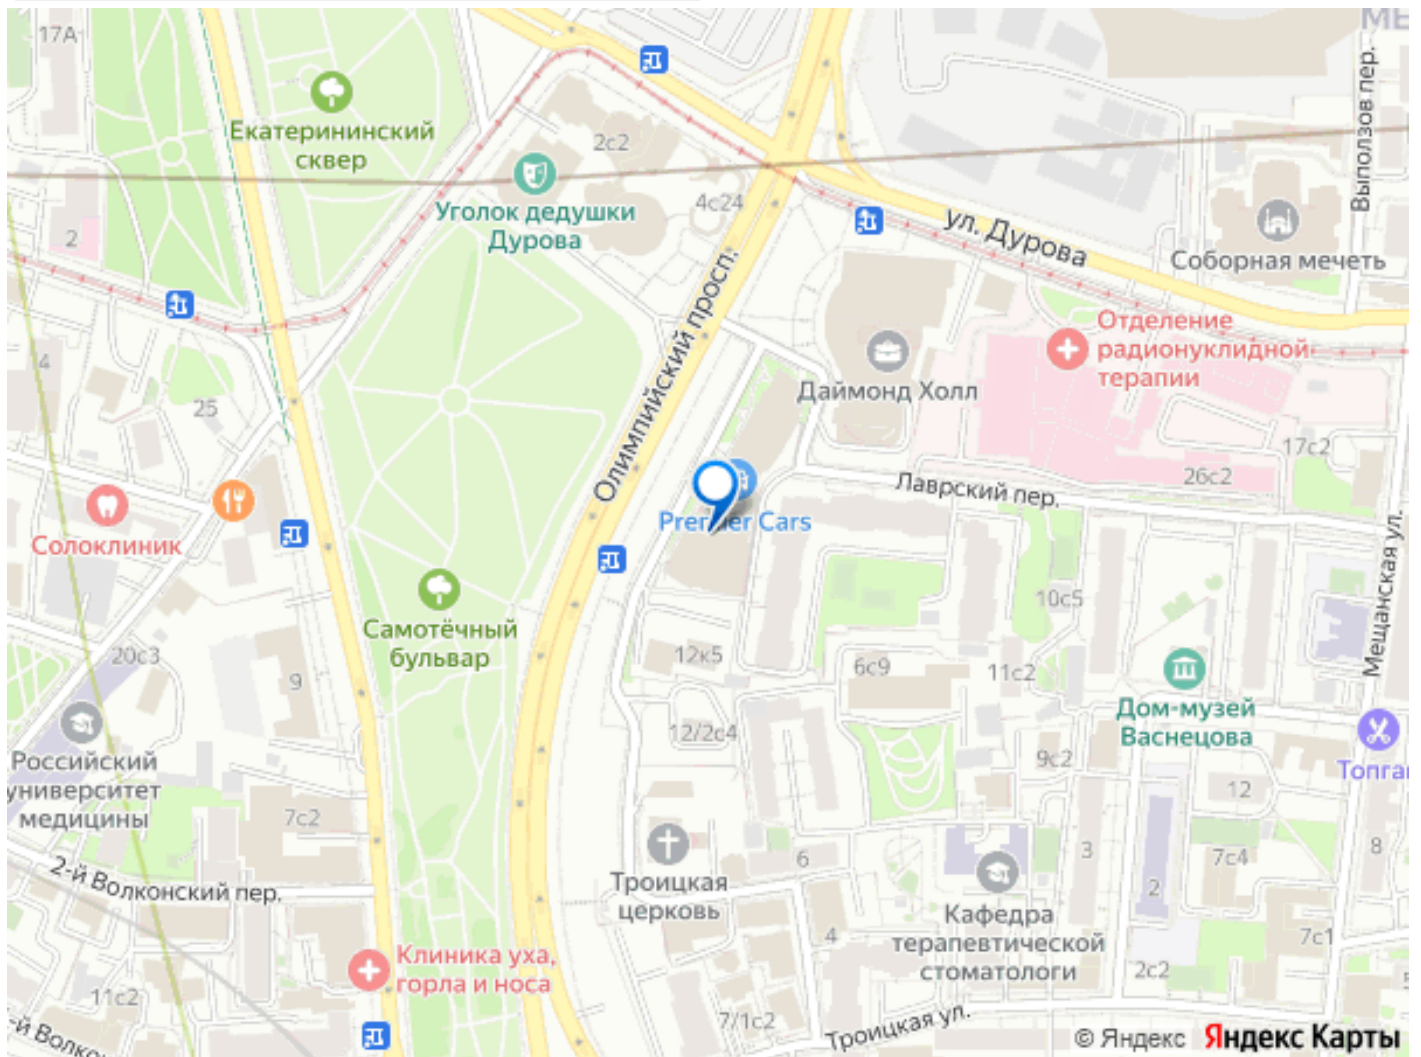 17А
МЕ
Выползов пер.
Екатерининский
сквер
2с2
Уголок дедушки
Дурова
4с24
ул. Дурова
Соборная мечеть
2
Олимпийский просп.
Отделение
радионуклидной
терапии
Даймонд Холл
4
25
17с2
26с2
Лаврский пер.
Солоклиник
Cars
Мещанская ул.
Самотёчный
бульвар
10с5
20с3
9
12к5
6с9
11с2
Дом-музей
Васнецова
12/2с4
9с2
Топга
Российский
университет
медицины
7с2
12
8
2-й Волконский пер.
Троицкая
церковь
6
3
7с4
2
Кафедра
терапевтической
стоматологи
4
7с1
Клиника уха,
горла и носа
2с2
11с2
7/1с2
Троицкая ул.
-й Волко
© Яндекс Яндекс Карты